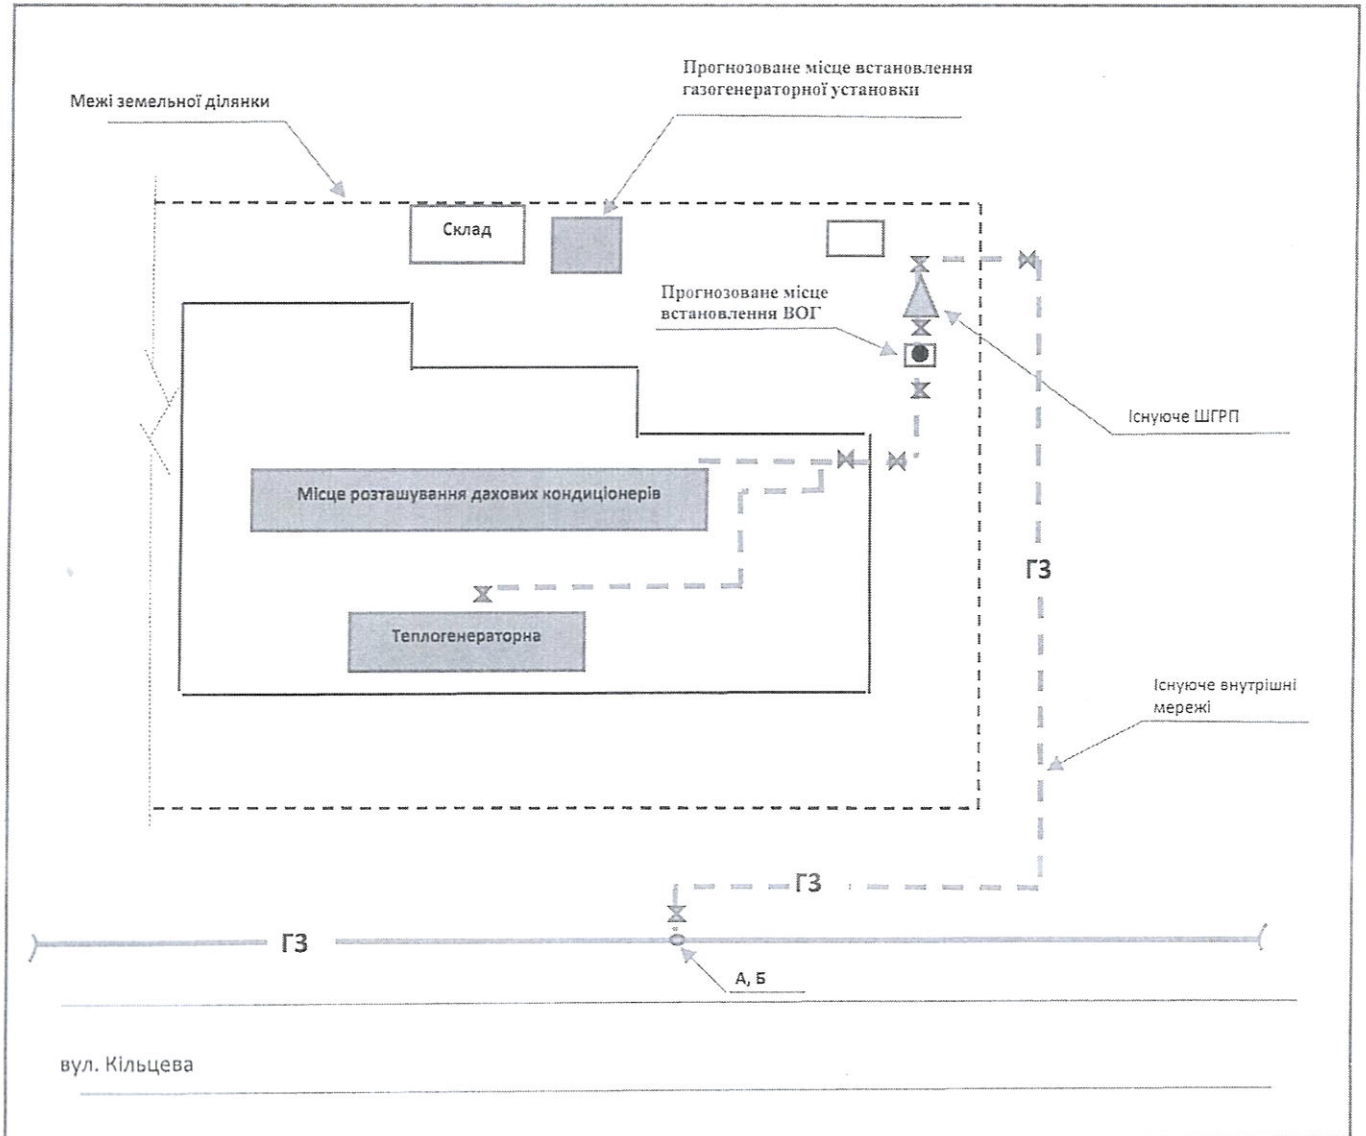 Прогнозоване місце встановлення
газогенераторної установки
Межі земельної ділянки
Склад
Прогнозоване місце
встановлення ВОГ
Існуюче ШГРП
Місце розташування дахових кондиціонерів
ГЗ
Теплогенераторна
Існуюче внутрішні
мережі
ГЗ
ГЗ
А, Б
вул. Кільцева